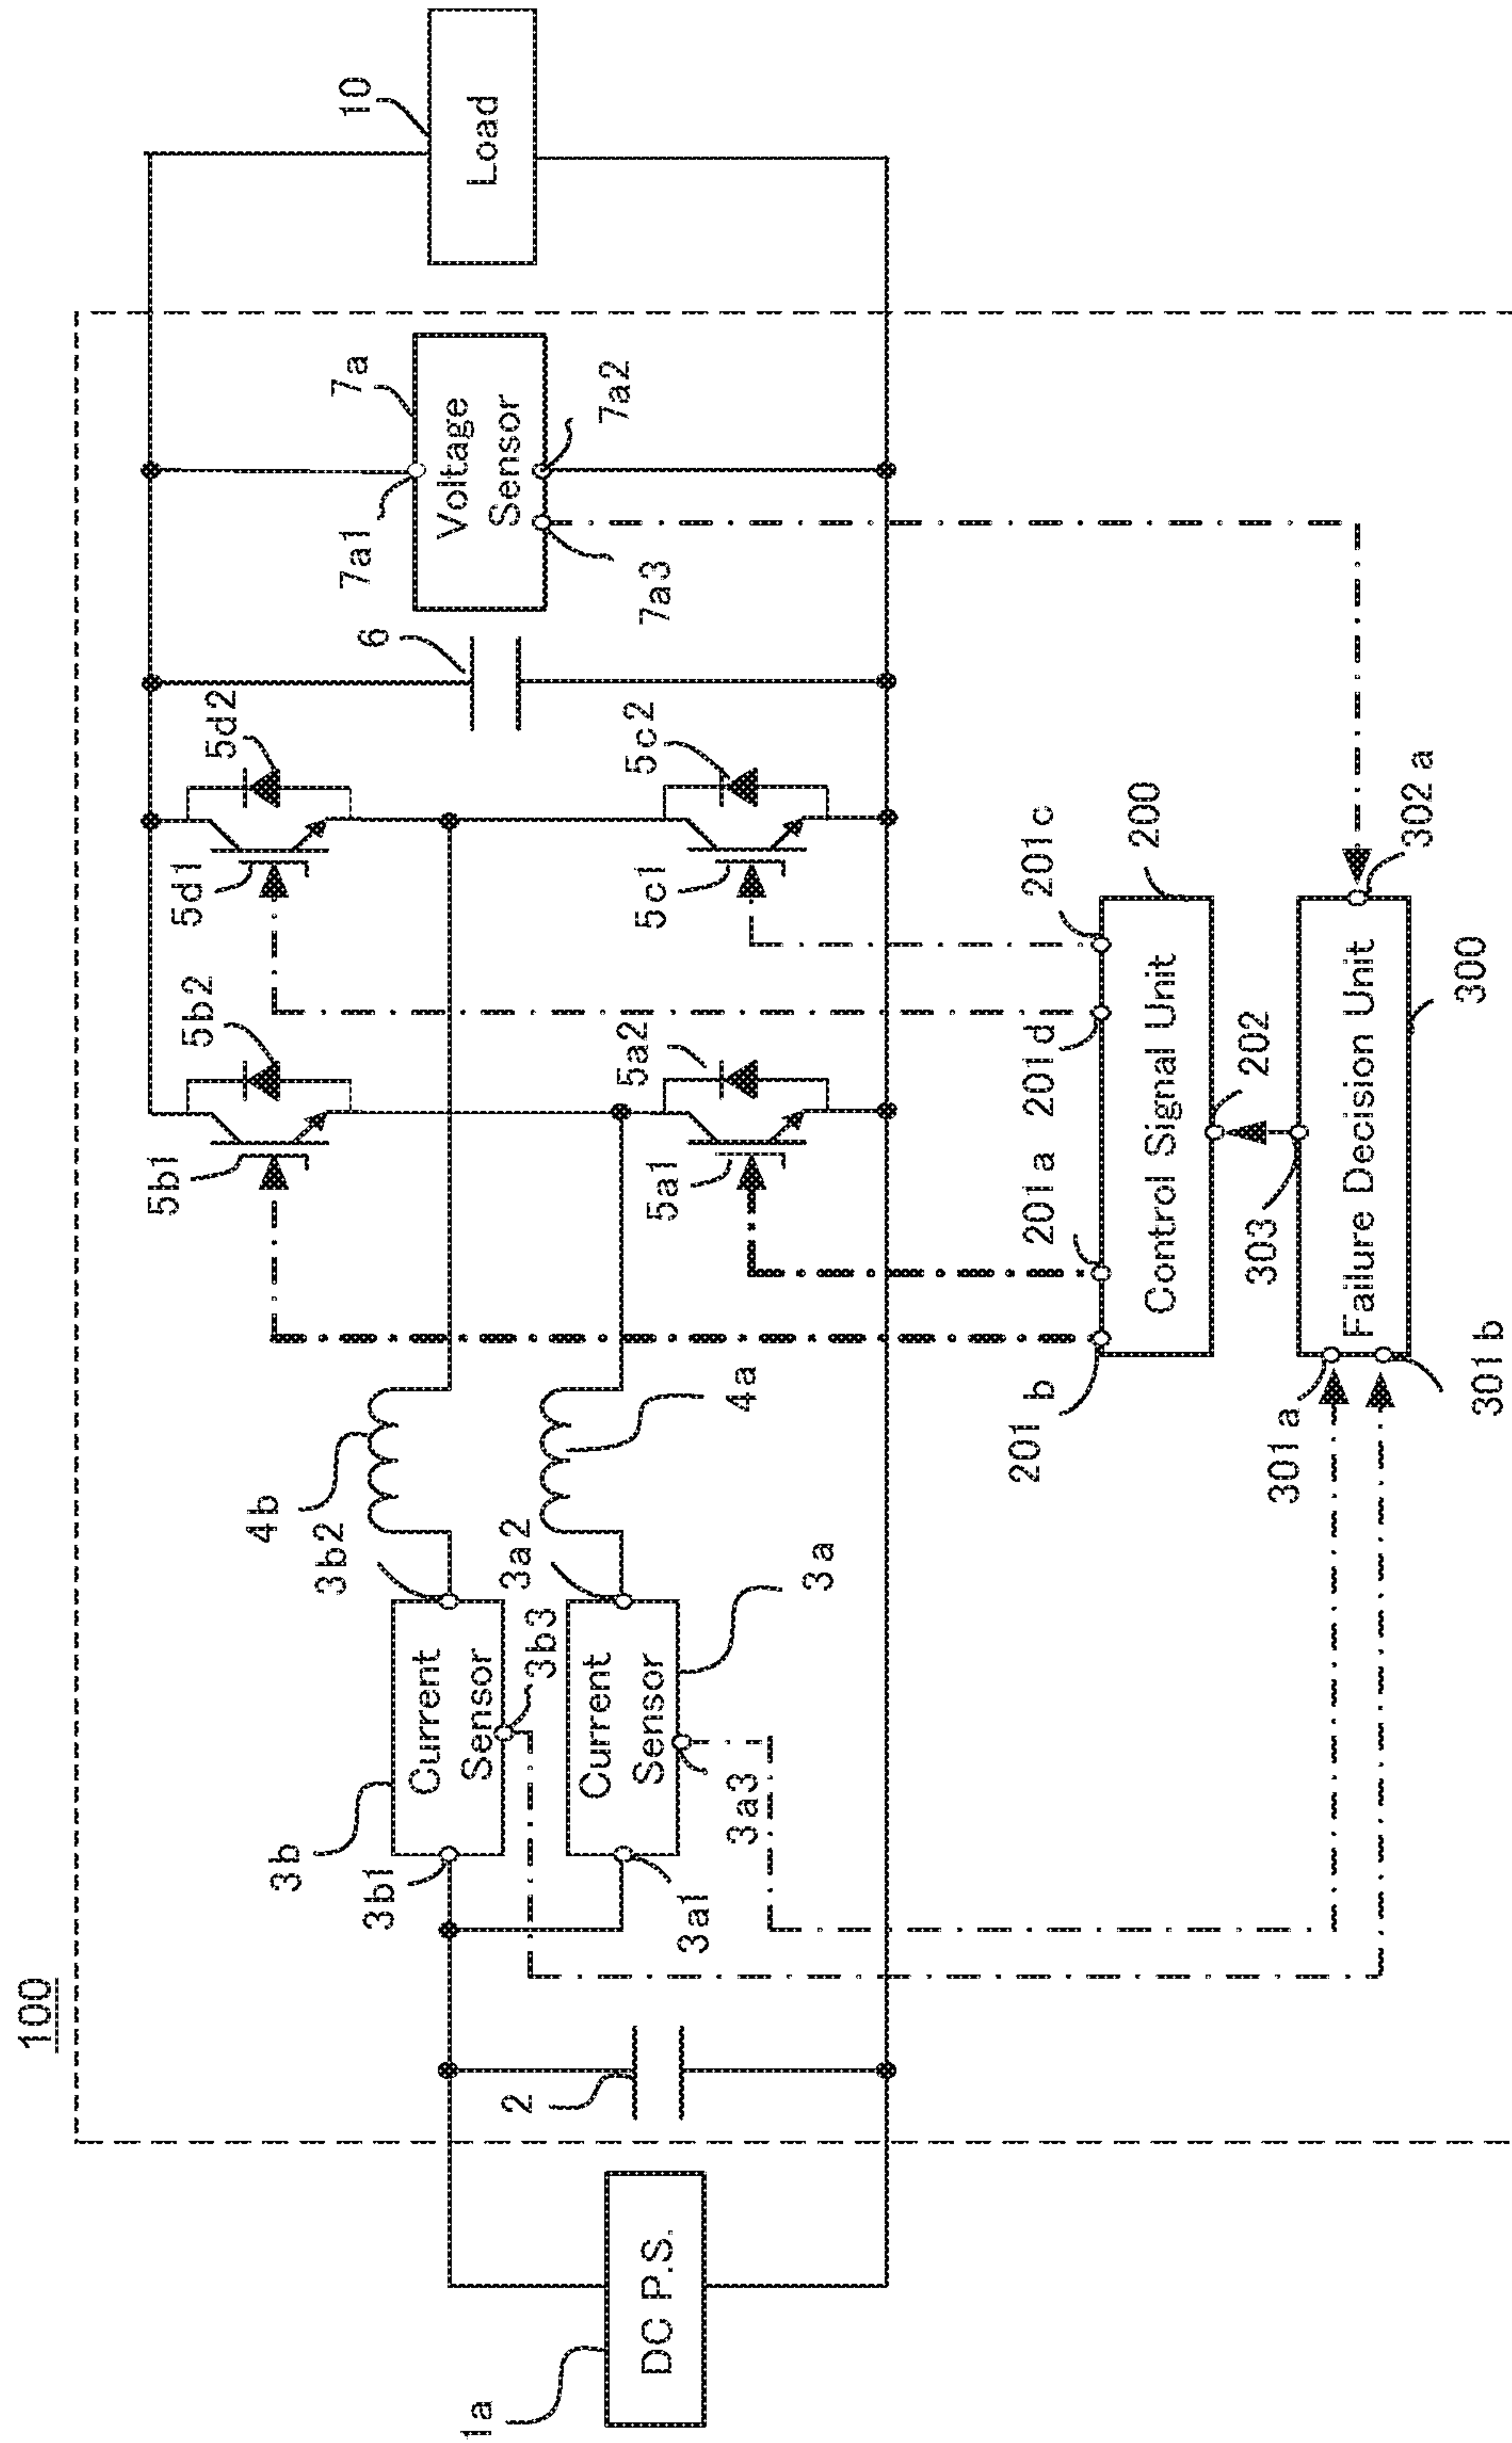 100
1a
DC P.S.
2
3b
3b1
Current
Sensor
3b2
3b3
3a1
Current
Sensor
3a2
3a3
3a
4b
4a
5b1
5b2
5d1
5d2
5a1
5a2
5c1
5c2
6
7a
7a1
Voltage
Sensor
7a2
7a3
10
Load
201 b
201a
201d
201c
200
Control Signal Unit
202
303
301a
301 b
Failure Decision Unit
300
302 a